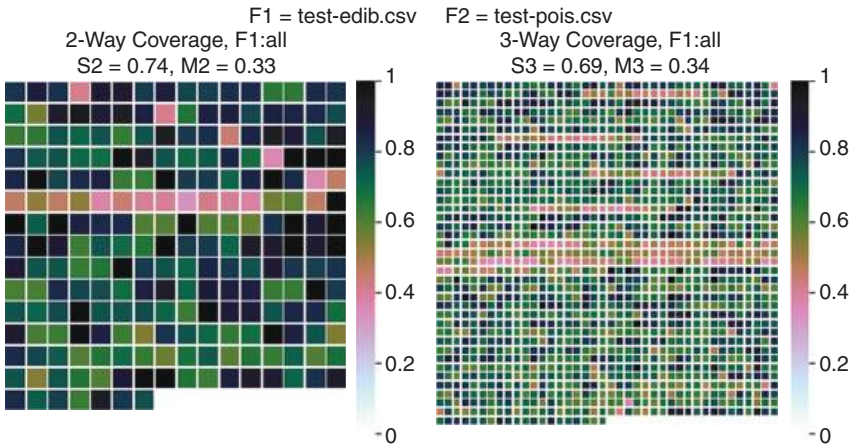 F1 = test-edib.csv F2 = test-pois.csv
2-Way Coverage, F1:all
S2 = 0.74, M2 = 0.33
1
0.8
0.6
0.4
0.2
0
3-Way Coverage, F1:all
S3 = 0.69, M3 = 0.34
1
0.8
0.6
0.4
0.2
0